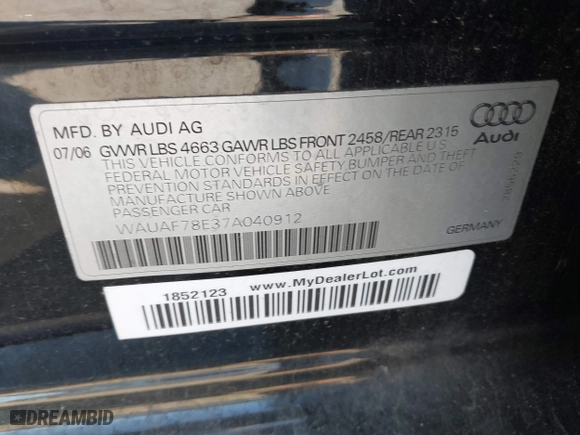 MFD. BY AUDI AG
07/06 GVWR LBS 4663 GAWR LBS FRONT 2458/REAR 2315
THIS VEHICLE CONFORMS TO ALL APPLICABLE U.S.
FEDERAL MOTOR VEHICLE SAFETY BUMPER AND THEFT
PREVENTION STANDARDS IN EFFECT ON THE DATE OF
MANUFACTURE SHOWN ABOVE
PASSENGER CAR
WAUAF78E37A040912
Audi
GERMANY
1852123 www.MyDealerLot.com
DREAMBID